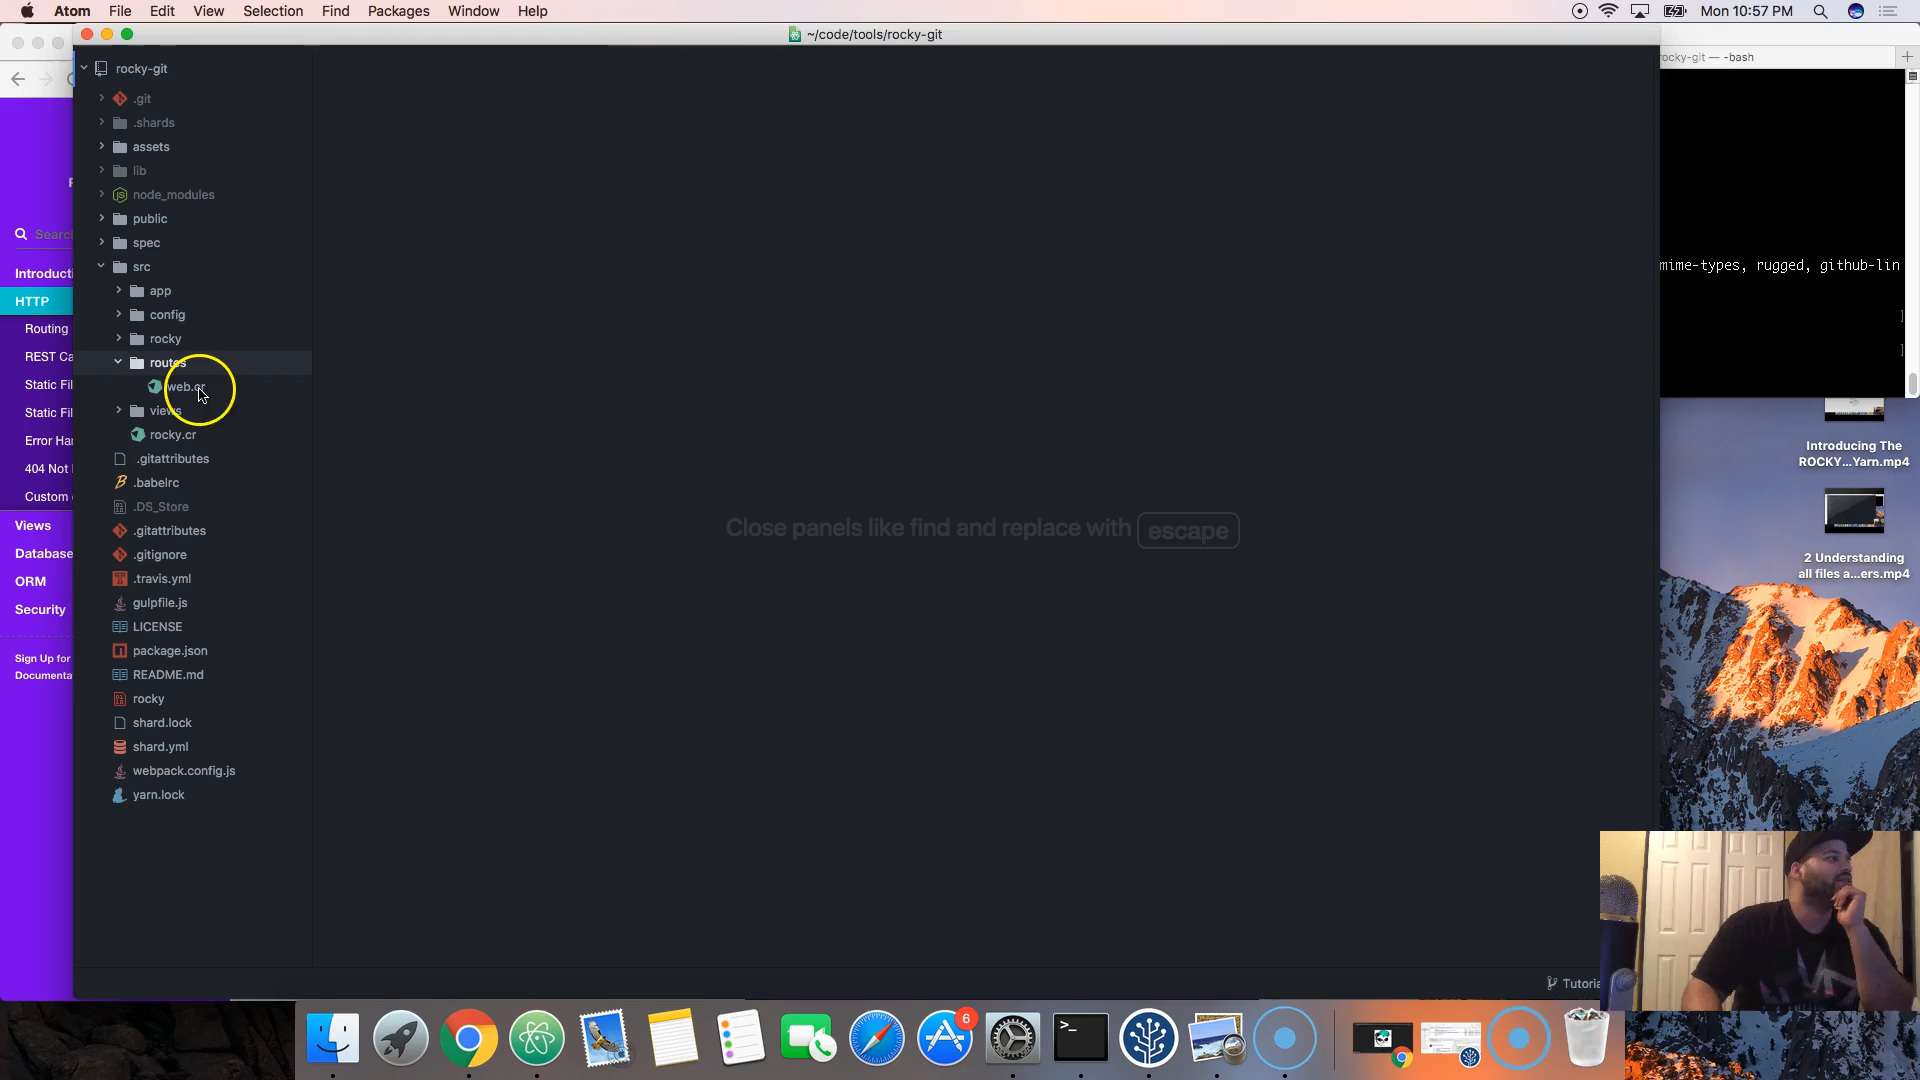 Atom File Edit View Selection Find Packages Window Help
Mon 10:57 PM
~/code/tools/rocky-git
ocky-git — -bash
rocky-git
.git
.shards
assets
lib
node_modules
public
spec
src
app
config
rocky
routes
web.cr
views
rocky.cr
.gitattributes
.babelrc
.DS_Store
.gitattributes
.gitignore
.travis.yml
gulpfile.js
LICENSE
package.json
README.md
rocky
shard.lock
shard.yml
webpack.config.js
yarn.lock
Search
Introducti
HTTP
Routing
REST Ca
Static Fil
Static Fil
Error Ha
404 Not
Custom
Views
Database
ORM
Security
Sign Up for
Documenta
Close panels like find and replace with escape
mime-types, rugged, github-lin
]
]
Introducing The
ROCKY...Yarn.mp4
2 Understanding
all files a...ers.mp4
Tutoria
6
>_